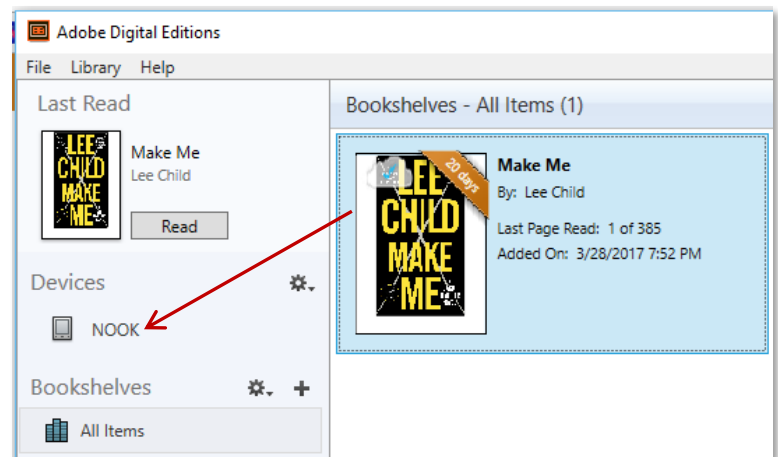 Adobe Digital Editions
File Library Help
Last Read
LEE
CHILD
MAKE
ME
Make Me
Lee Child
Read
Devices
NOOK
Bookshelves
All Items
Bookshelves - All Items (1)
20 days
LEE
CHILD
MAKE
ME
Make Me
By: Lee Child
Last Page Read: 1 of 385
Added On: 3/28/2017 7:52 PM